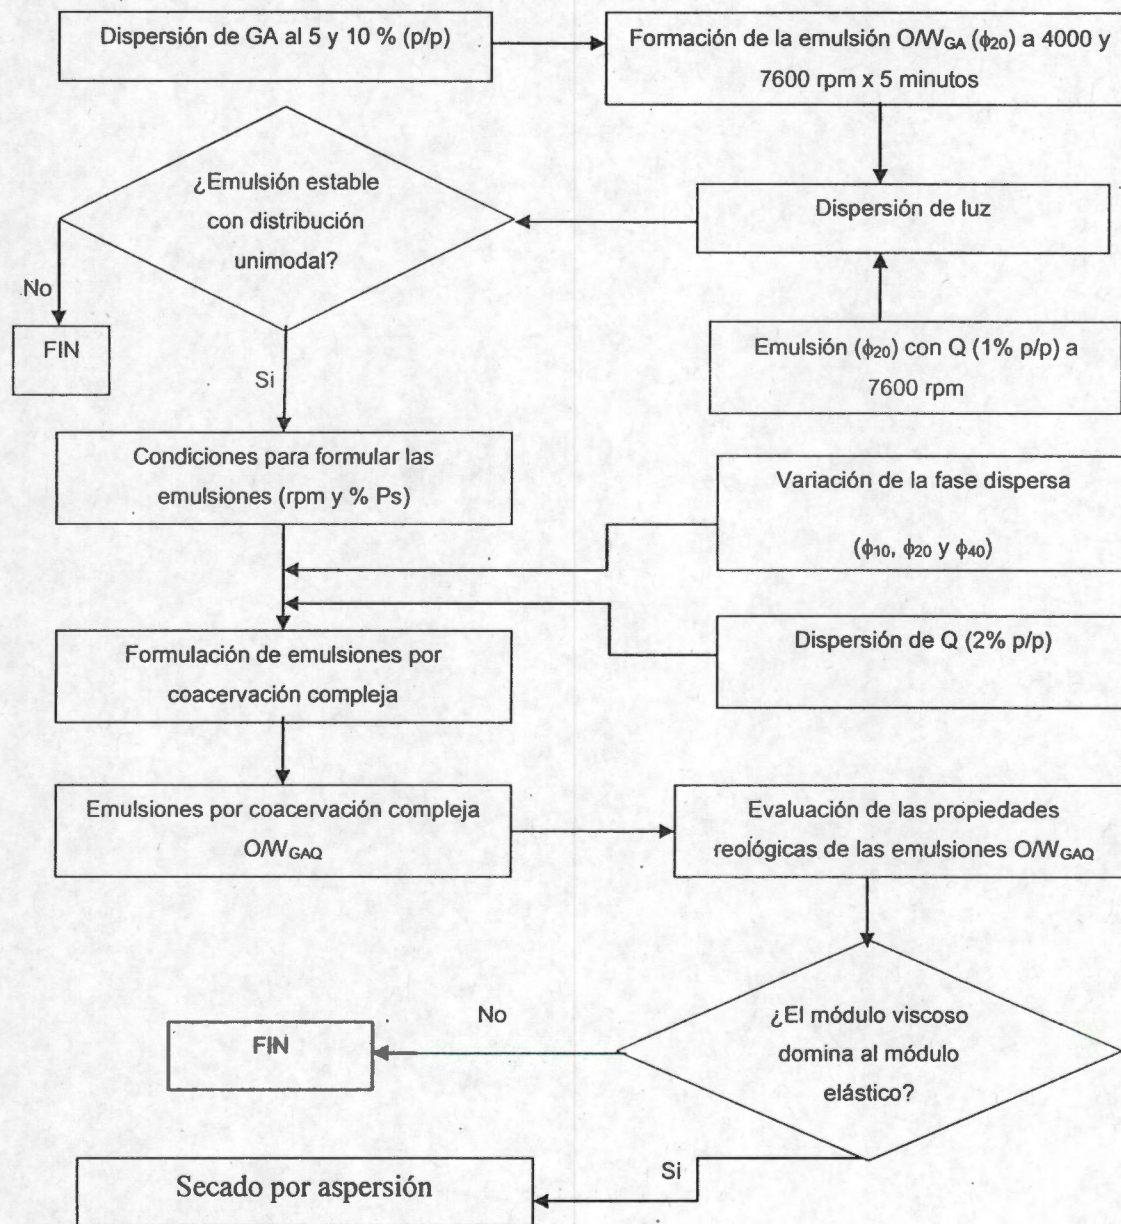 Dispersión de GA al 5 y 10 % (p/p)
Formación de la emulsión O/W_GA (ϕ₂₀) a 4000 y
7600 rpm x 5 minutos
¿Emulsión estable
con distribución
unimodal?
Dispersión de luz
No
FIN
Si
Emulsión (ϕ₂₀) con Q (1% p/p) a
7600 rpm
Condiciones para formular las
emulsiones (rpm y % Ps)
Variación de la fase dispersa
(ϕ₁₀, ϕ₂₀ y ϕ₄₀)
Formulación de emulsiones por
coacervación compleja
Dispersión de Q (2% p/p)
Emulsiones por coacervación compleja
O/W_GAQ
Evaluación de las propiedades
reológicas de las emulsiones O/W_GAQ
No
FIN
¿El módulo viscoso
domina al módulo
elástico?
Si
Secado por aspersión